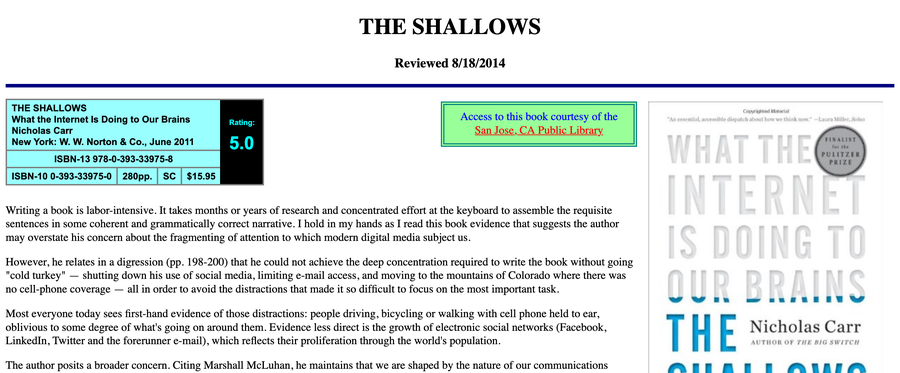 THE SHALLOWS
Reviewed 8/18/2014
THE SHALLOWS
What the Internet Is Doing to Our Brains
Nicholas Carr
New York: W. W. Norton & Co., June 2011
Rating:
5.0
ISBN-13 978-0-393-33975-8
ISBN-10 0-393-33975-0 280pp. SC $15.95
Access to this book courtesy of the
San Jose, CA Public Library
Writing a book is labor-intensive. It takes months or years of research and concentrated effort at the keyboard to assemble the requisite
sentences in some coherent and grammatically correct narrative. I hold in my hands as I read this book evidence that suggests the author
may overstate his concern about the fragmenting of attention to which modern digital media subject us.
However, he relates in a digression (pp. 198-200) that he could not achieve the deep concentration required to write the book without going
"cold turkey" — shutting down his use of social media, limiting e-mail access, and moving to the mountains of Colorado where there was
no cell-phone coverage — all in order to avoid the distractions that made it so difficult to focus on the most important task.
Most everyone today sees first-hand evidence of those distractions: people driving, bicycling or walking with cell phone held to ear,
oblivious to some degree of what's going on around them. Evidence less direct is the growth of electronic social networks (Facebook,
LinkedIn, Twitter and the forerunner e-mail), which reflects their proliferation through the world's population.
The author posits a broader concern. Citing Marshall McLuhan, he maintains that we are shaped by the nature of our communications
Copyrighted Material
"An essential, accessible dispatch about how we think now." —Laura Miller, Salon
WHAT THE
FINALIST
for the
PULITZER
PRIZE
INTERNET
IS DOING TO
OUR BRAINS
THE
Nicholas Carr
AUTHOR OF THE BIG SWITCH
SHALLOWS